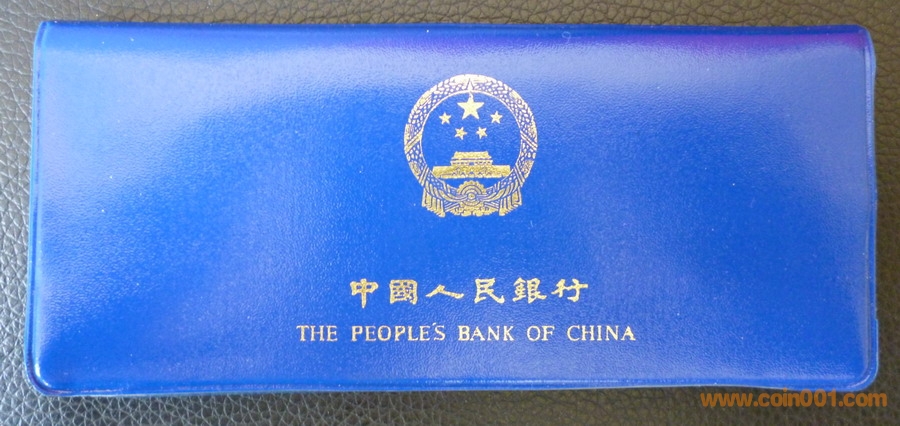 中國人民銀行
THE PEOPLE'S BANK OF CHINA
www.coin001.com